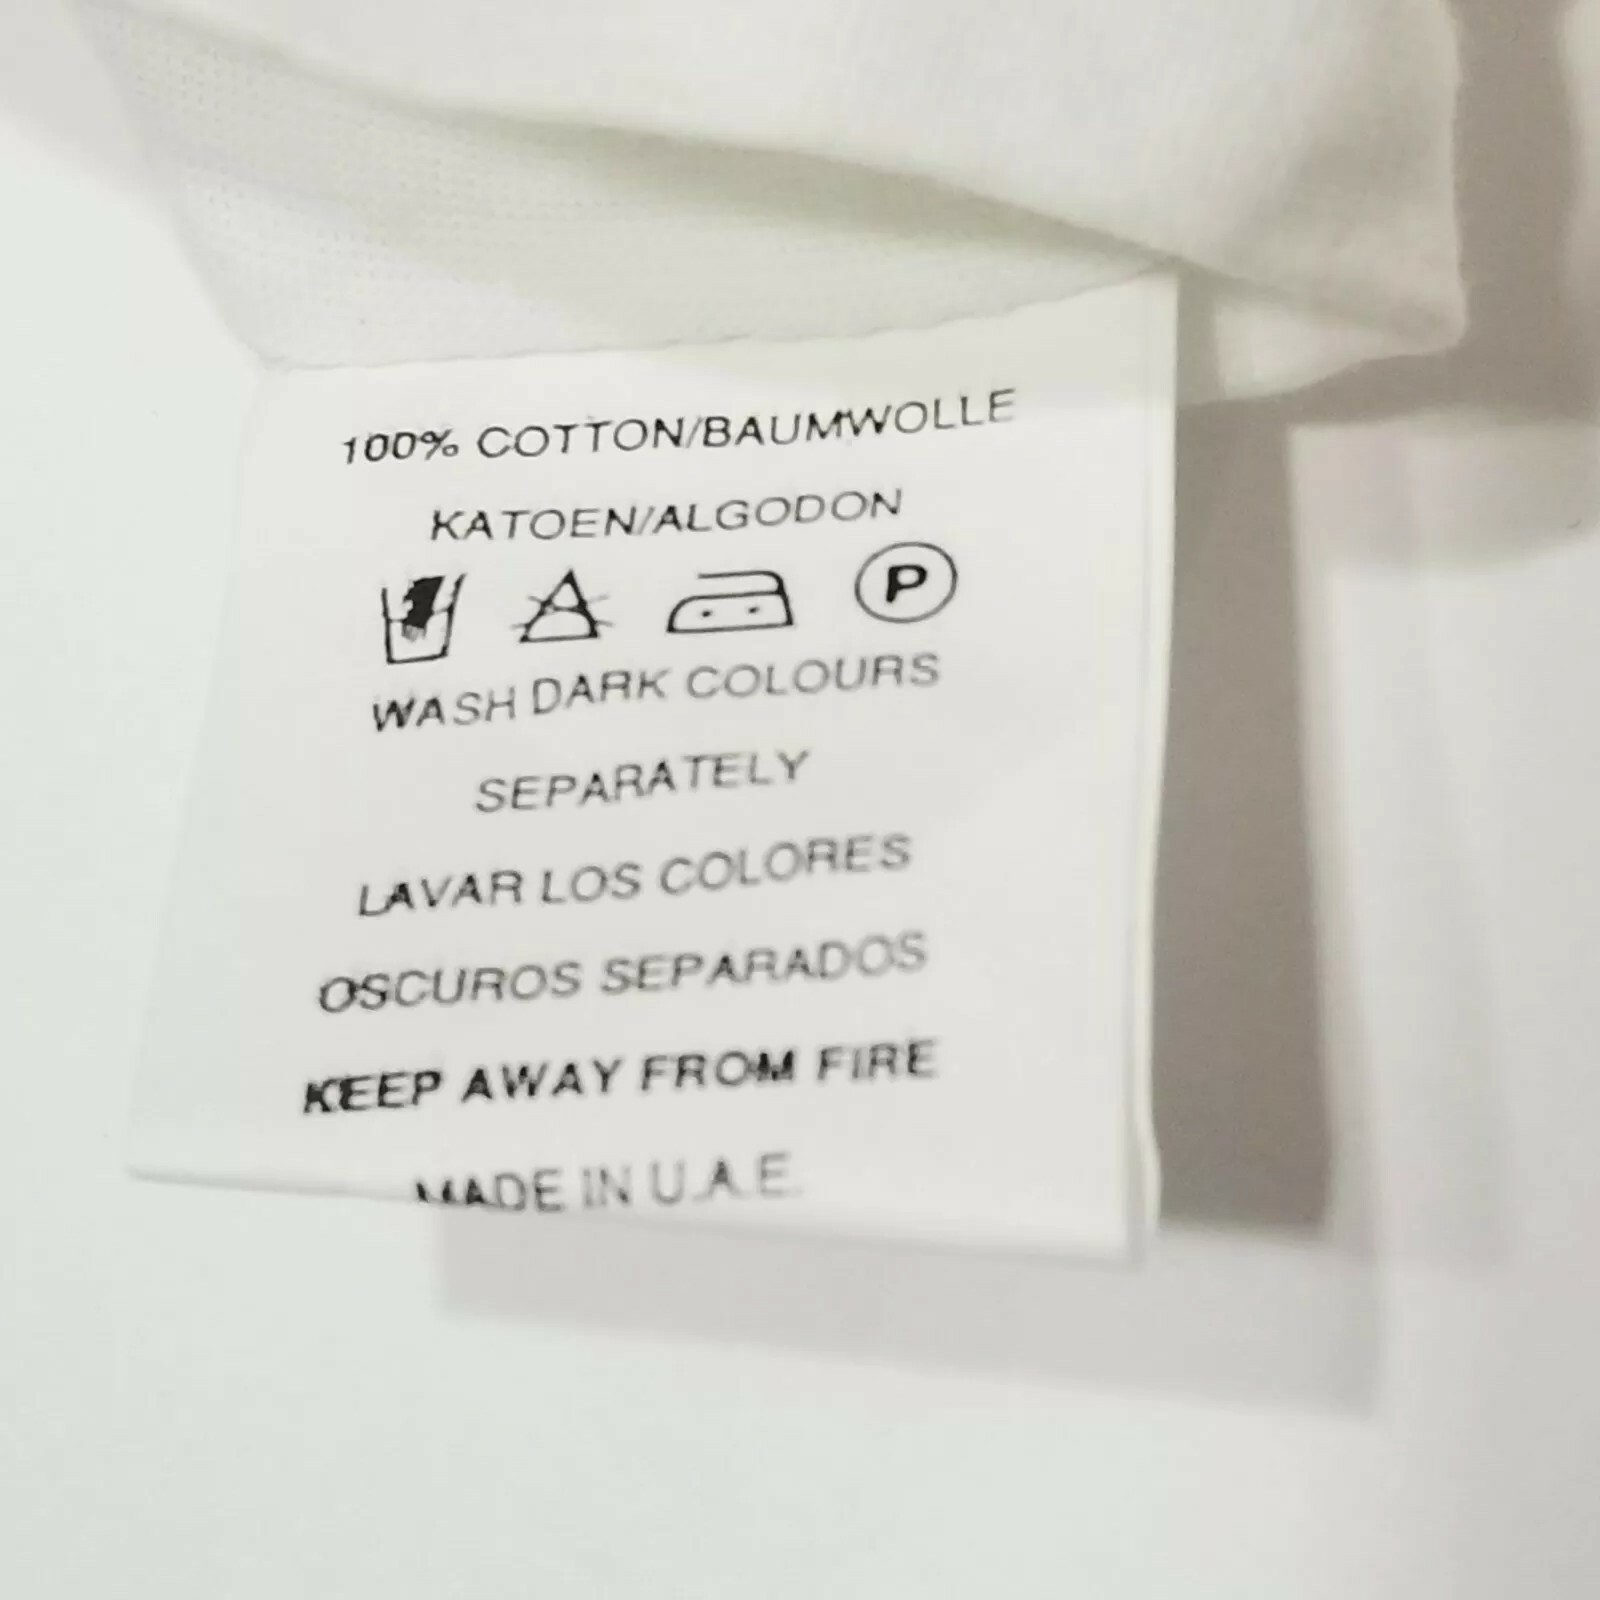 100% COTTON/BAUMWOLLE
KATOEN/ALGODON
P
WASH DARK COLOURS
SEPARATELY
LAVAR LOS COLORES
OSCUROS SEPARADOS
KEEP AWAY FROM FIRE
MADE IN U.A.E.